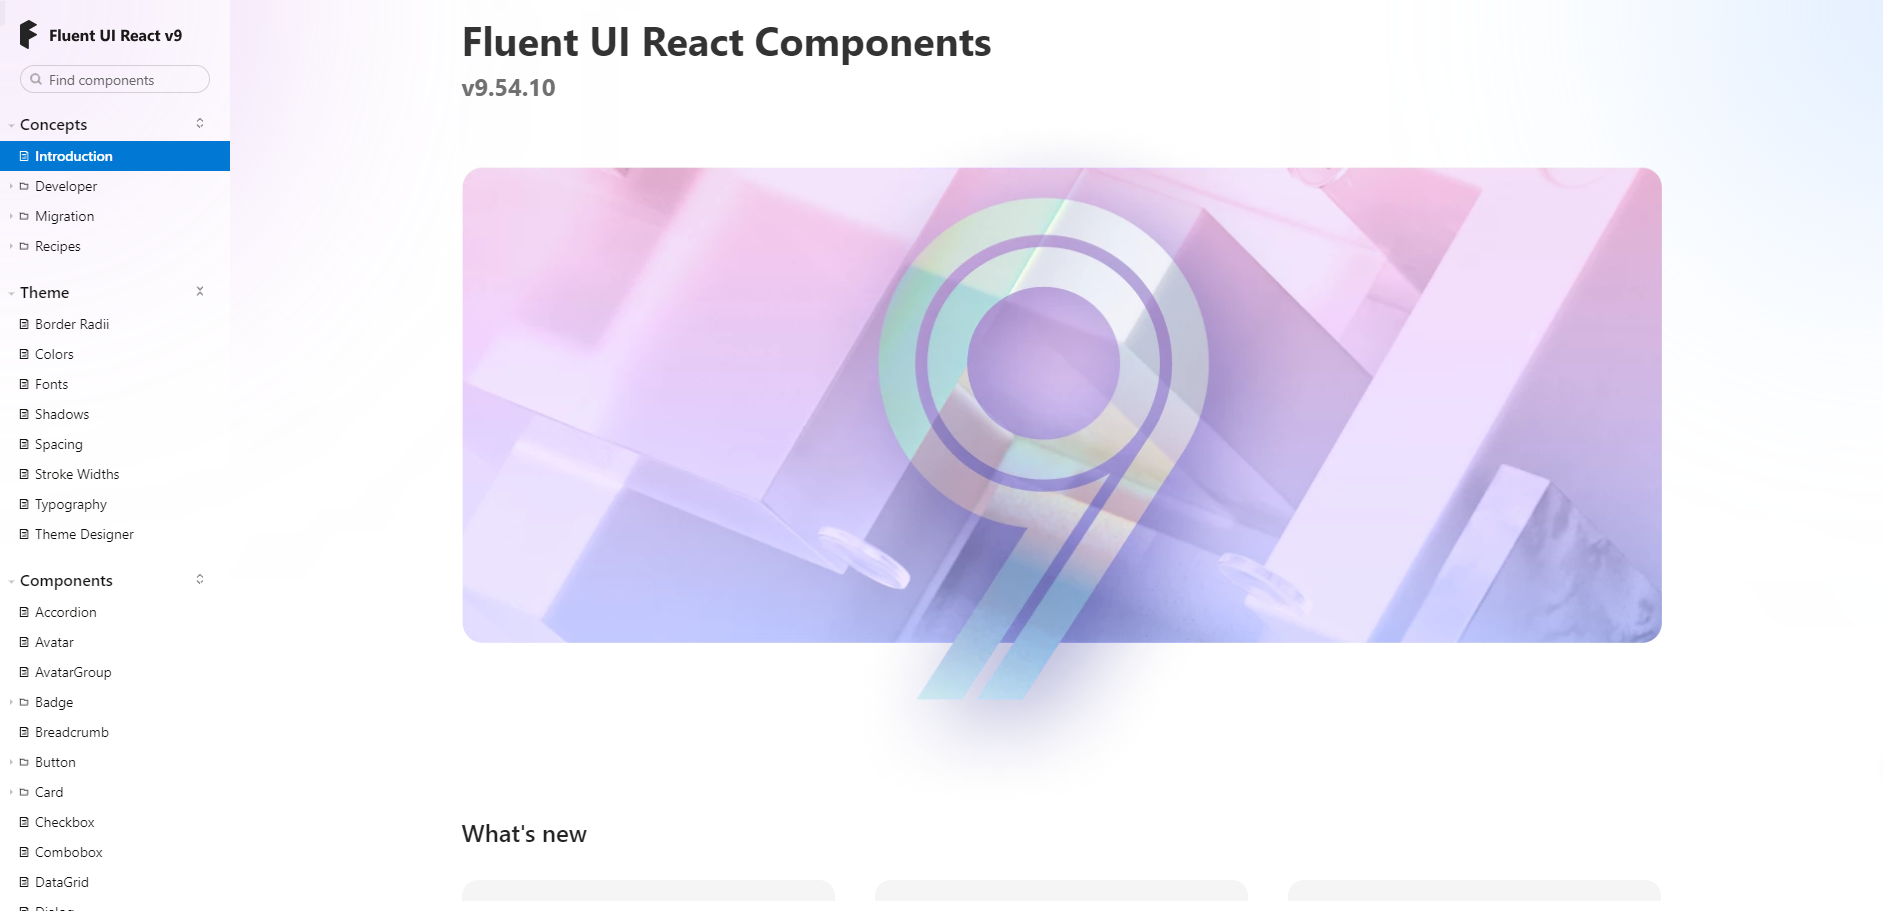 Fluent UI React v9
Find components
Concepts
Introduction
Developer
Migration
Recipes
Theme
Border Radii
Colors
Fonts
Shadows
Spacing
Stroke Widths
Typography
Theme Designer
Components
Accordion
Avatar
AvatarGroup
Badge
Breadcrumb
Button
Card
Checkbox
Combobox
DataGrid
Dialog
Fluent UI React Components
v9.54.10
9
What's new